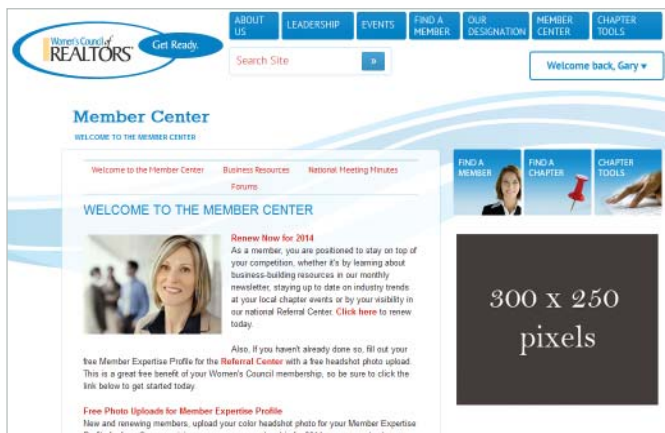 Women's Council of
REALTORS®
Get Ready.
ABOUT US
LEADERSHIP
EVENTS
FIND A MEMBER
OUR DESIGNATION
MEMBER CENTER
CHAPTER TOOLS
Search Site
»
Welcome back, Gary ▾
Member Center
WELCOME TO THE MEMBER CENTER
Welcome to the Member Center Business Resources National Meeting Minutes
Forums
WELCOME TO THE MEMBER CENTER
Renew Now for 2014
As a member, you are positioned to stay on top of
your competition, whether it's by learning about
business-building resources in our monthly
newsletter, staying up to date on industry trends
at your local chapter events or by your visibility in
our national Referral Center. Click here to renew
today.
Also, if you haven't already done so, fill out your
free Member Expertise Profile for the Referral Center with a free headshot photo upload.
This is a great free benefit of your Women's Council membership, so be sure to click the
link below to get started today.
Free Photo Uploads for Member Expertise Profile
New and renewing members, upload your color headshot photo for your Member Expertise
FIND A MEMBER
FIND A CHAPTER
CHAPTER TOOLS
300 x 250
pixels